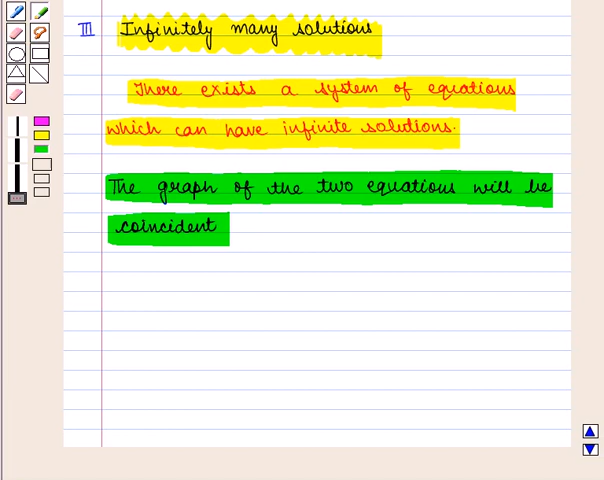 III Infinitely many solutions
There exists a system of equations
which can have infinite solutions.
The graph of the two equations will be
coincident